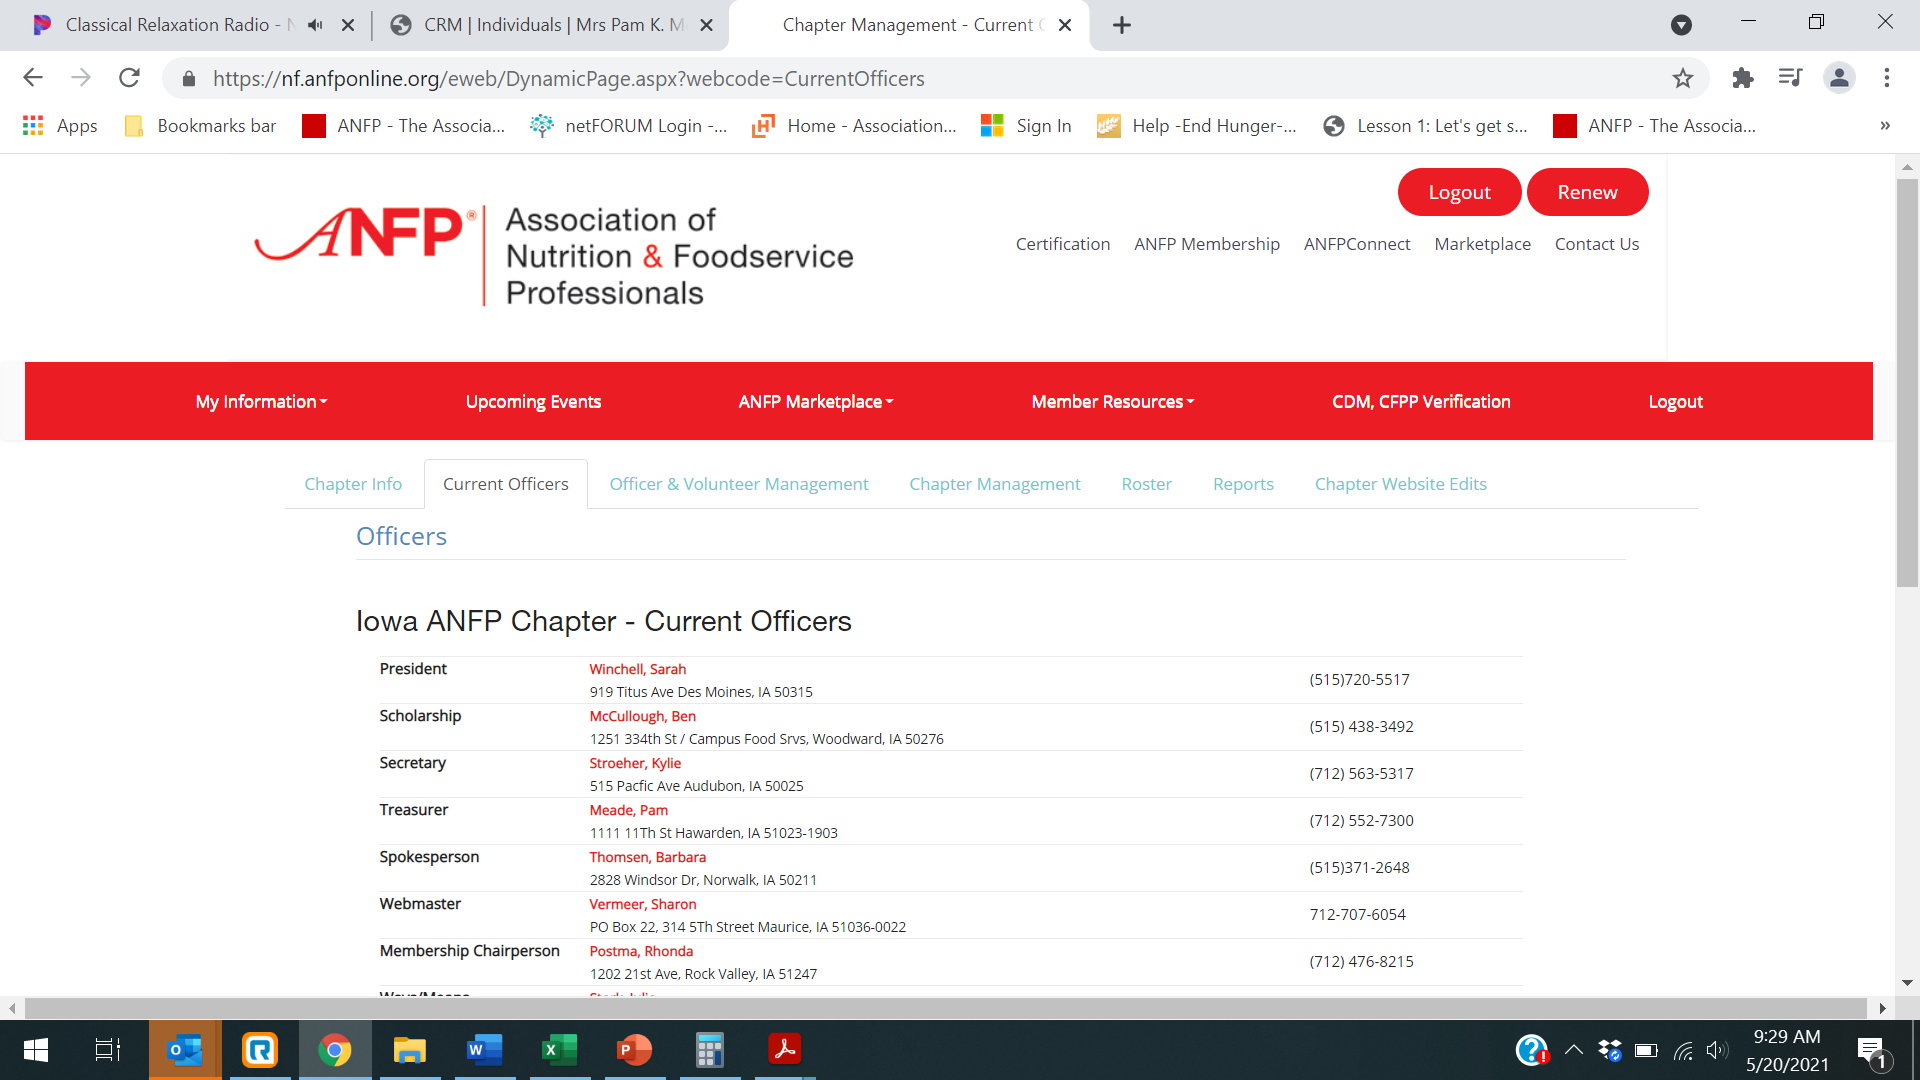 Classical Relaxation Radio - N
CRM | Individuals | Mrs Pam K. M
Chapter Management - Current
https://nf.anfponline.org/eweb/DynamicPage.aspx?webcode=CurrentOfficers
Apps Bookmarks bar ANFP - The Associa... netFORUM Login -... Home - Association... Sign In Help -End Hunger-... Lesson 1: Let's get s... ANFP - The Associa... »
Logout Renew
ANFP® Association of
Nutrition & Foodservice
Professionals
Certification ANFP Membership ANFPConnect Marketplace Contact Us
My Information Upcoming Events ANFP Marketplace Member Resources CDM, CFPP Verification Logout
Chapter Info Current Officers Officer & Volunteer Management Chapter Management Roster Reports Chapter Website Edits
Officers
Iowa ANFP Chapter - Current Officers
President Winchell, Sarah (515)720-5517
919 Titus Ave Des Moines, IA 50315
Scholarship McCullough, Ben (515) 438-3492
1251 334th St / Campus Food Srvs, Woodward, IA 50276
Secretary Stroeher, Kylie (712) 563-5317
515 Pacfic Ave Audubon, IA 50025
Treasurer Meade, Pam (712) 552-7300
1111 11Th St Hawarden, IA 51023-1903
Spokesperson Thomsen, Barbara (515)371-2648
2828 Windsor Dr, Norwalk, IA 50211
Webmaster Vermeer, Sharon 712-707-6054
PO Box 22, 314 5Th Street Maurice, IA 51036-0022
Membership Chairperson Postma, Rhonda (712) 476-8215
1202 21st Ave, Rock Valley, IA 51247
9:29 AM
5/20/2021
1